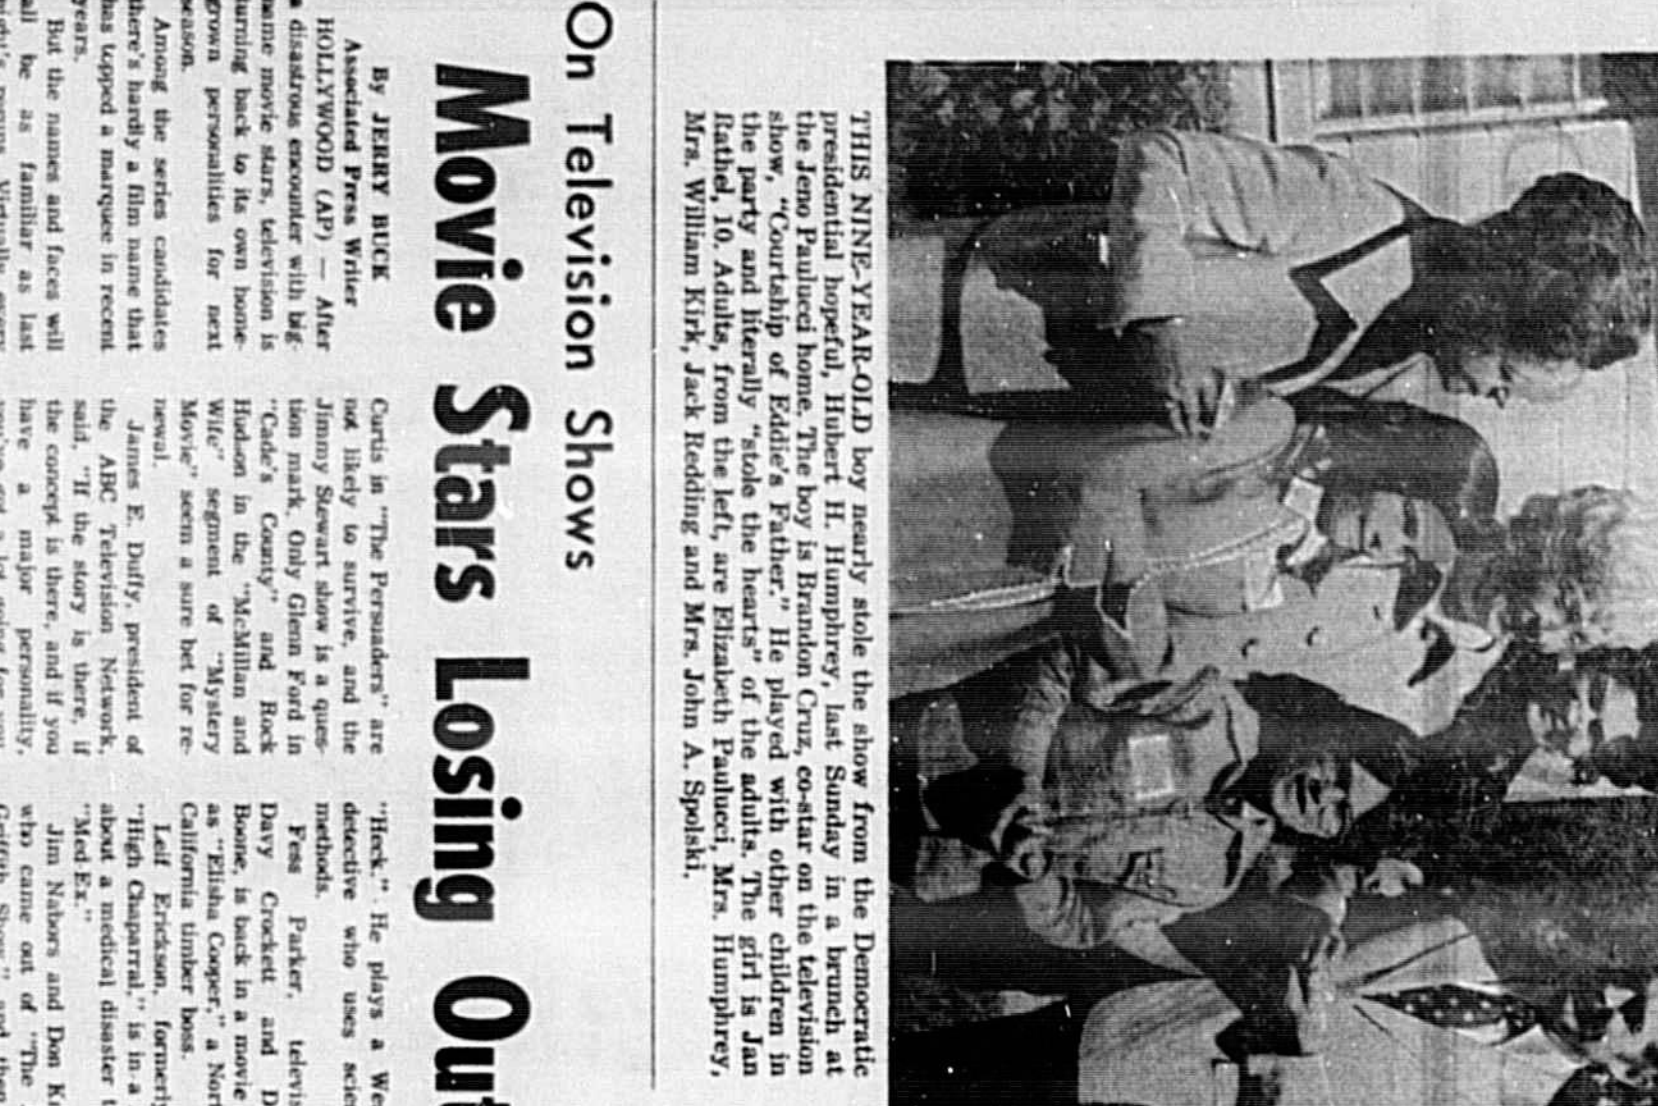 THIS NINE-YEAR-OLD boy nearly stole the show from the Democratic
presidential hopeful, Hubert H. Humphrey, last Sunday in a brunch at
the Jeno Paulucci home. The boy is Brandon Cruz, co-star on the television
show, "Courtship of Eddie's Father." He played with other children in
the party and literally "stole the hearts" of the adults. The girl is Jan
Rathel, 10. Adults, from the left, are Elizabeth Paulucci, Mrs. Humphrey,
Mrs. William Kirk, Jack Redding and Mrs. John A. Spolski.
On Television Shows
Movie Stars Losing Out
By JERRY BUCK
Associated Press Writer
HOLLYWOOD (AP) — After
a disastrous encounter with big-
name movie stars, television is
turning back to its own home-
grown personalities for next
season.
Among the series candidates
there's hardly a film name that
has topped a marquee in recent
years.
But the names and faces will
all be as familiar as last
Curtis in "The Persuaders" are
not likely to survive, and the
Jimmy Stewart show is a ques-
tion mark. Only Glenn Ford in
"Cade's County" and Rock
Hudson in the "McMillan and
Wife" segment of "Mystery
Movie" seem a sure bet for re-
newal.
James E. Duffy, president of
the ABC Television Network,
said, "If the story is there, if
the concept is there, and if you
have a major personality,
"Heck." He plays a We
detective who uses scie
methods.
Fess Parker, televis
Davy Crockett and D
Boone, is back in a movie
as "Elisha Cooper," a Nort
California timber boss.
Leif Erickson, formerly
"High Chaparral," is in a
about a medical disaster t
"Med Ex."
Jim Nabors and Don Kn
who came out of "The